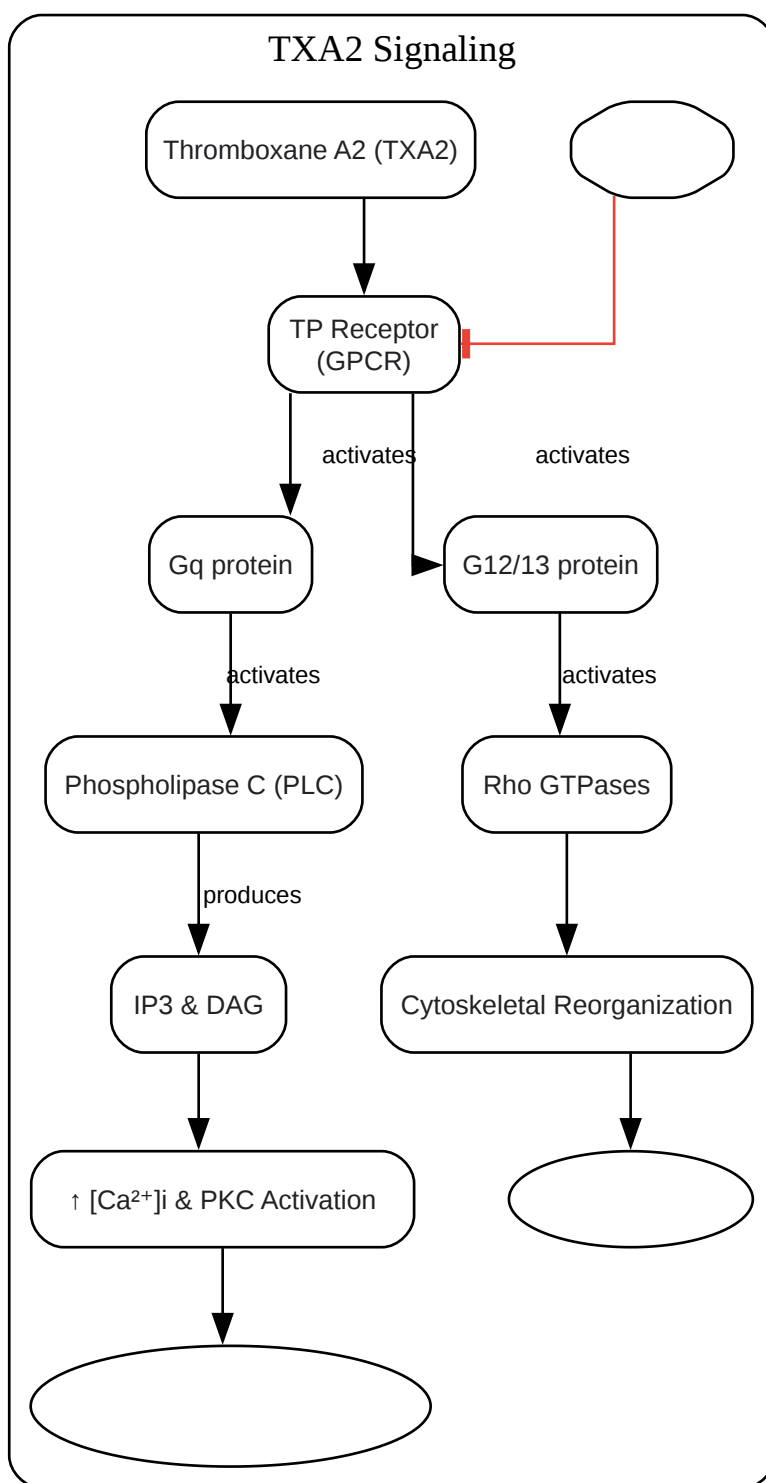 TXA2 Signaling
Thromboxane A2 (TXA2)
TP Receptor
(GPCR)
activates
activates
Gq protein
G12/13 protein
activates
activates
Phospholipase C (PLC)
Rho GTPases
produces
IP3 & DAG
Cytoskeletal Reorganization
↑ [Ca²⁺]i & PKC Activation